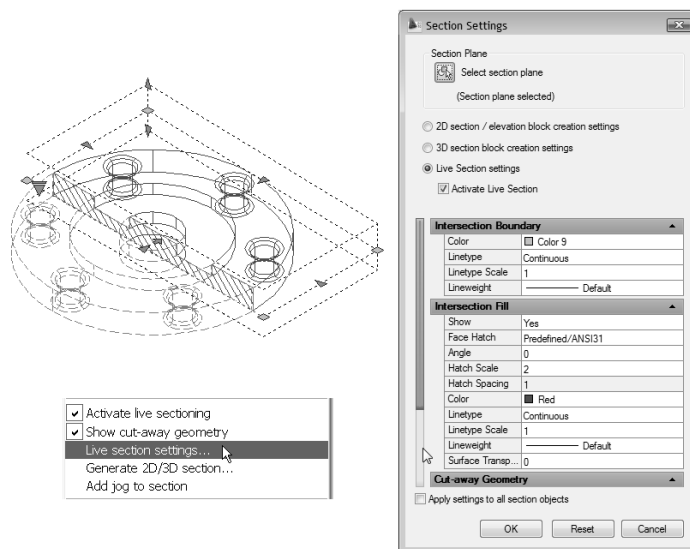 Activate live sectioning
Show cut-away geometry
Live section settings...
Generate 2D/3D section...
Add jog to section
Section Settings
Section Plane
Select section plane
(Section plane selected)
2D section / elevation block creation settings
3D section block creation settings
Live Section settings
Activate Live Section
Intersection Boundary
Color Color 9
Linetype Continuous
Linetype Scale 1
Lineweight Default
Intersection Fill
Show Yes
Face Hatch Predefined/ANSI31
Angle 0
Hatch Scale 2
Hatch Spacing 1
Color Red
Linetype Continuous
Linetype Scale 1
Lineweight Default
Surface Transp... 0
Cut-away Geometry
Apply settings to all section objects
OK Reset Cancel